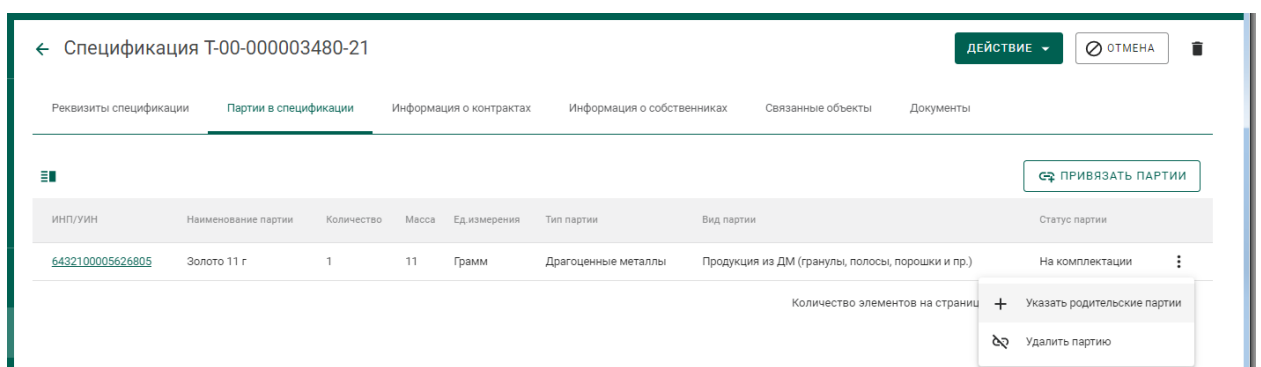 Спецификация Т-00-000003480-21
ДЕЙСТВИЕ
ОТМЕНА
Реквизиты спецификации Партии в спецификации Информация о контрактах Информация о собственниках Связанные объекты Документы
ПРИВЯЗАТЬ ПАРТИИ
ИНП/УИН Наименование партии Количество Масса Ед.измерения Тип партии Вид партии Статус партии
6432100005626805 Золото 11 г 1 11 Грамм Драгоценные металлы Продукция из ДМ (гранулы, полосы, порошки и пр.) На комплектации
Количество элементов на страниц
Указать родительские партии
Удалить партию